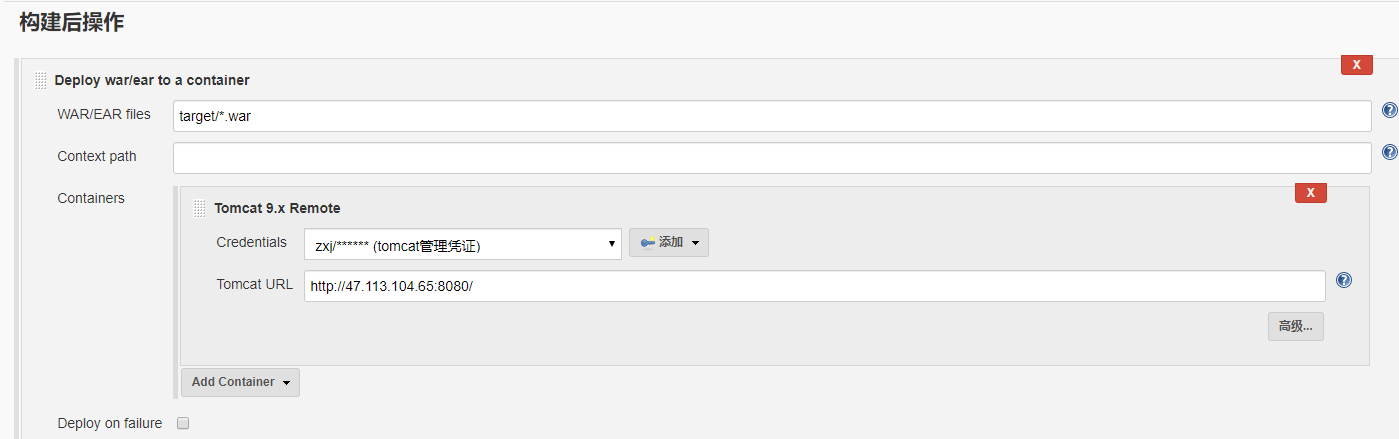 构建后操作
Deploy war/ear to a container
X
WAR/EAR files
target/*.war
?
Context path
?
Containers
Tomcat 9.x Remote
X
Credentials
zxj/****** (tomcat管理凭证)
添加
Tomcat URL
http://47.113.104.65:8080/
?
高级...
Add Container
Deploy on failure